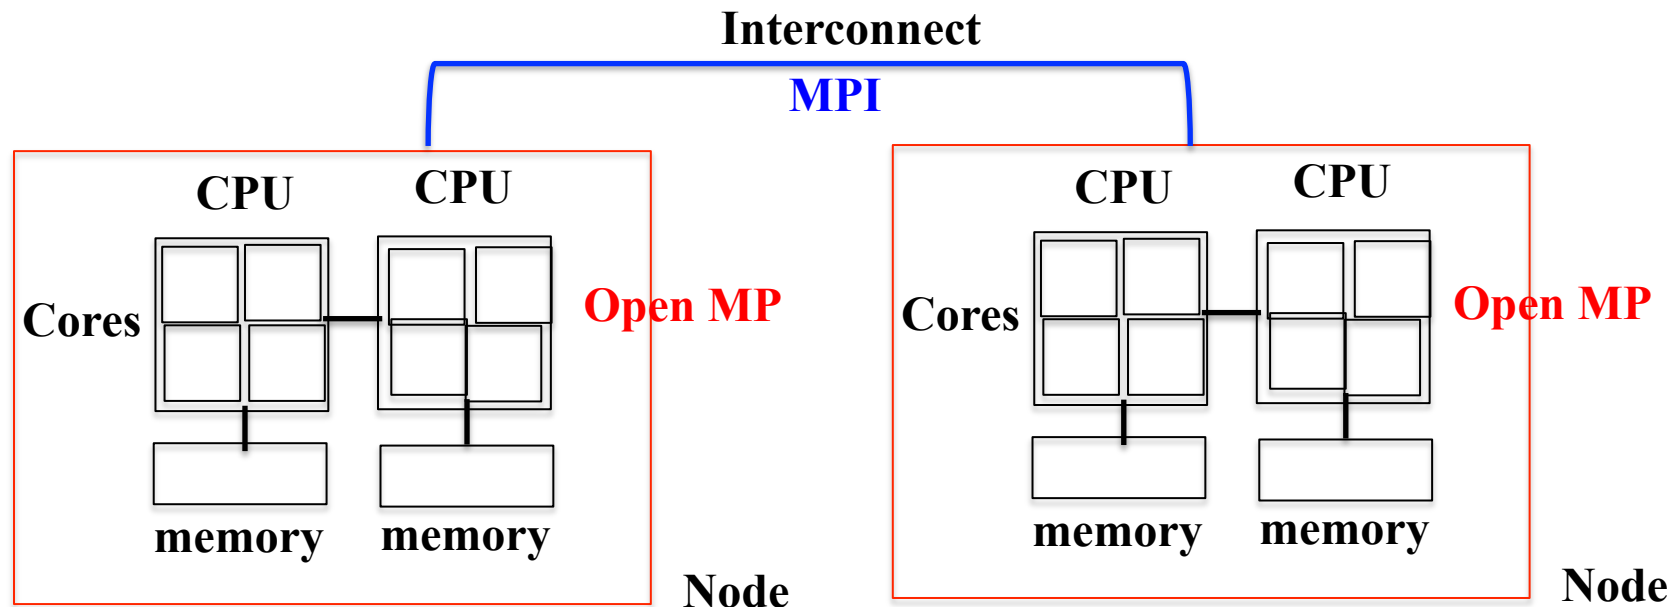 Interconnect
MPI
CPU
CPU
Cores
Open MP
memory
memory
Node
CPU
CPU
Cores
Open MP
memory
memory
Node